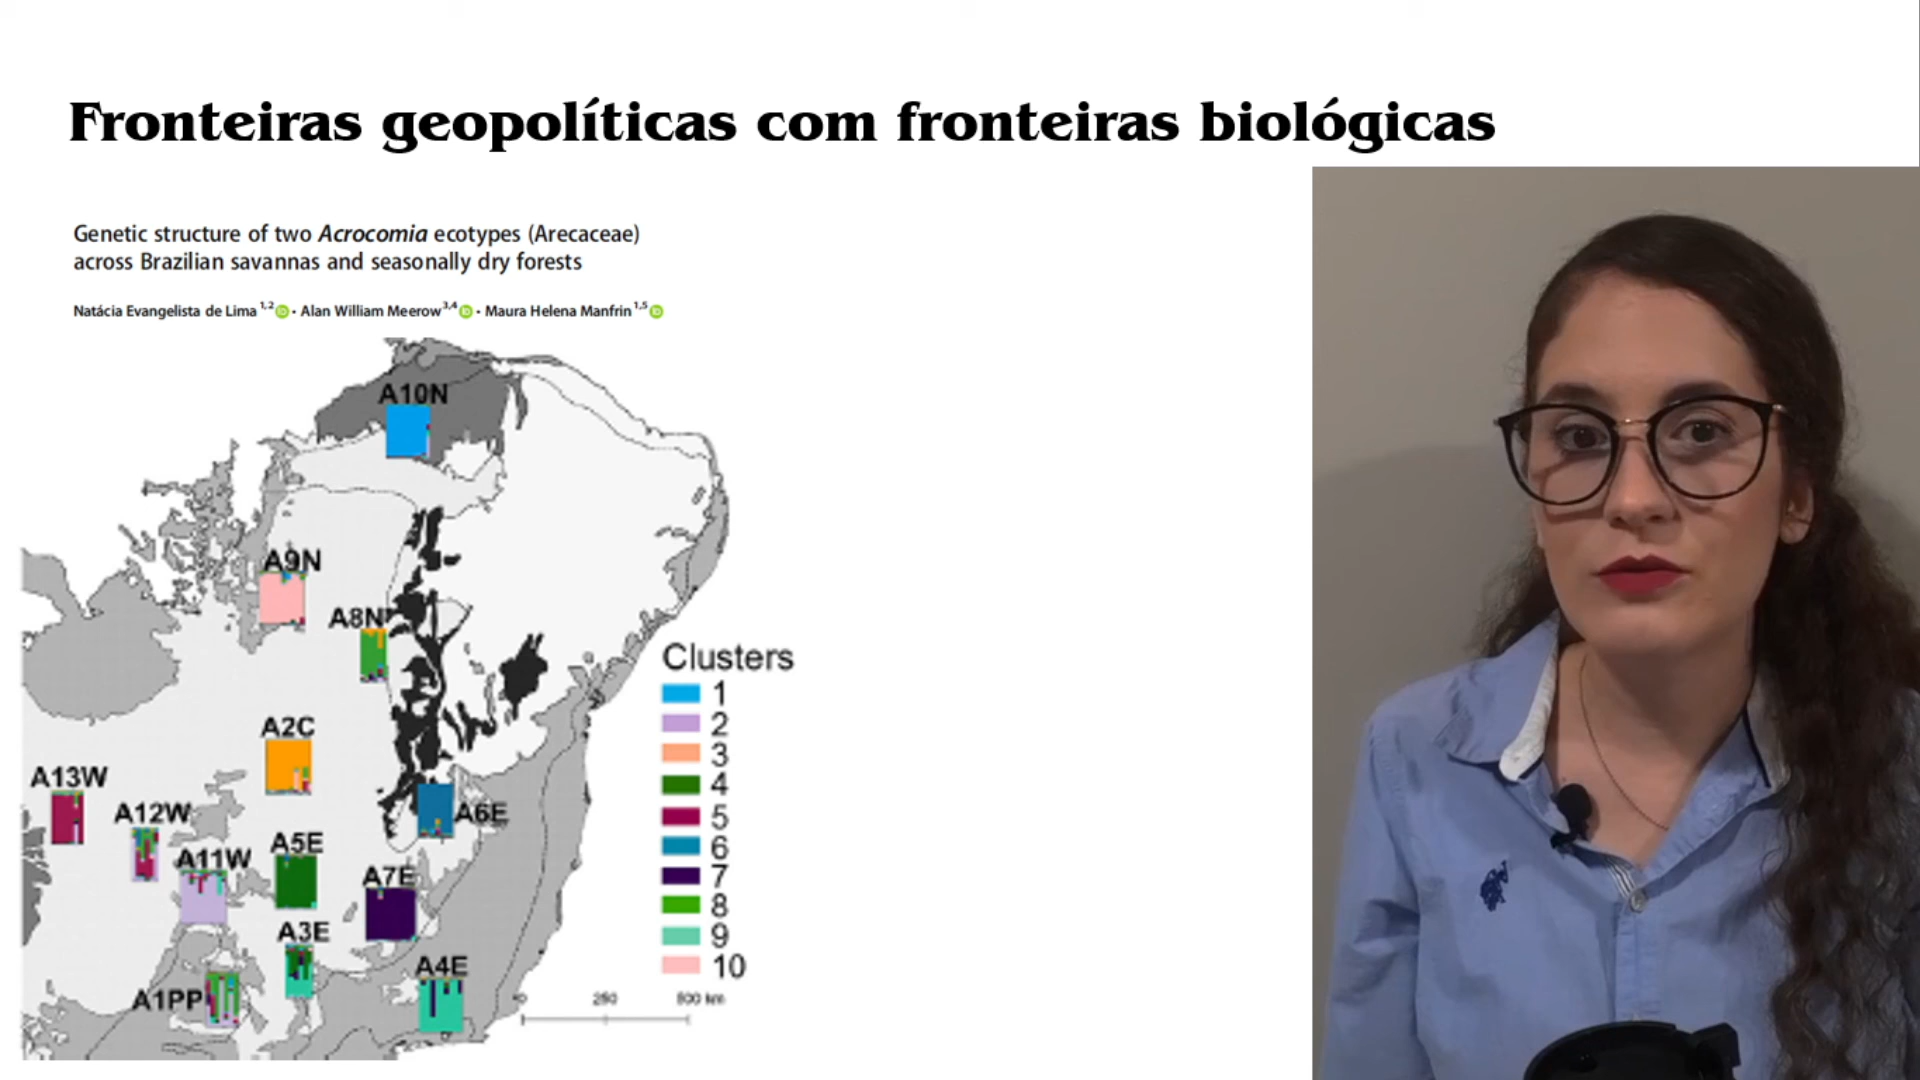 Fronteiras geopolíticas com fronteiras biológicas
Genetic structure of two Acrocomia ecotypes (Arecaceae)
across Brazilian savannas and seasonally dry forests
Natácia Evangelista de Lima 1,2 iD · Alan William Meerow 3,4 iD · Maura Helena Manfrin 1,5 iD
A10N
A9N
A8N
A2C
A13W
A12W
A6E
A5E
A11W
A7E
A3E
A4E
A1PP
Clusters
1
2
3
4
5
6
7
8
9
10
0 250 500 km